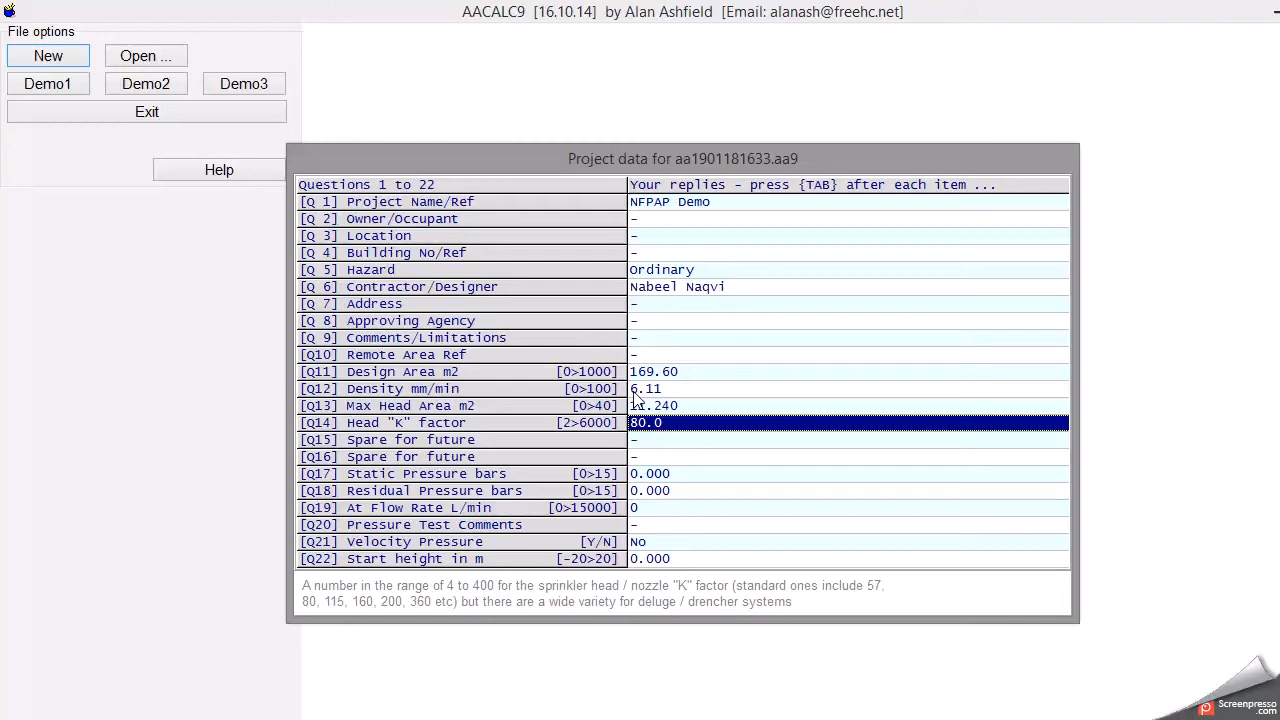 AACALC9 [16.10.14] by Alan Ashfield [Email: alanash@freehc.net]
File options
New Open ...
Demo1 Demo2 Demo3
Exit
Help
Project data for aa1901181633.aa9
Questions 1 to 22 Your replies - press {TAB} after each item ...
[Q 1] Project Name/Ref NFPAP Demo
[Q 2] Owner/Occupant -
[Q 3] Location -
[Q 4] Building No/Ref -
[Q 5] Hazard Ordinary
[Q 6] Contractor/Designer Nabeel Naqvi
[Q 7] Address -
[Q 8] Approving Agency -
[Q 9] Comments/Limitations -
[Q10] Remote Area Ref -
[Q11] Design Area m2 [0>1000] 169.60
[Q12] Density mm/min [0>100] 6.11
[Q13] Max Head Area m2 [0>40]
[Q14] Head "K" factor [2>6000] 80.0
[Q15] Spare for future -
[Q16] Spare for future -
[Q17] Static Pressure bars [0>15] 0.000
[Q18] Residual Pressure bars [0>15] 0.000
[Q19] At Flow Rate L/min [0>15000] 0
[Q20] Pressure Test Comments -
[Q21] Velocity Pressure [Y/N] No
[Q22] Start height in m [-20>20] 0.000
A number in the range of 4 to 400 for the sprinkler head / nozzle "K" factor (standard ones include 57,
80, 115, 160, 200, 360 etc) but there are a wide variety for deluge / drencher systems
Screenpresso
.com